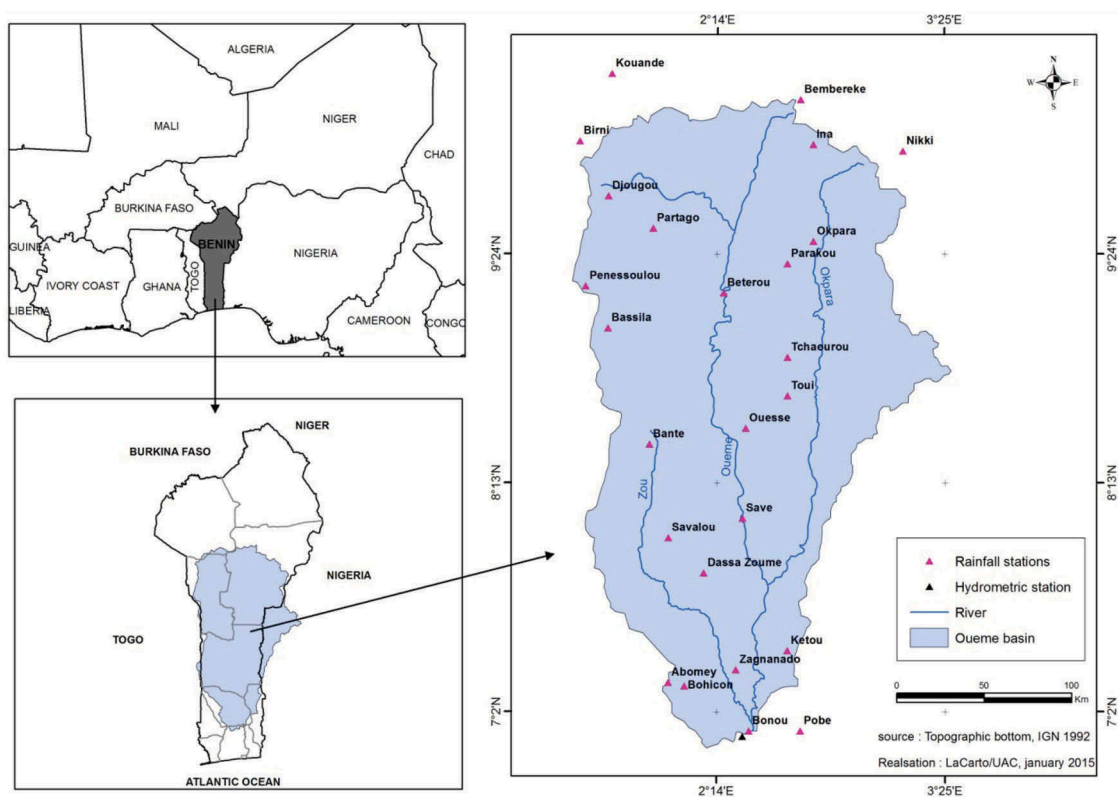 ALGERIA
MALI
NIGER
CHAD
BURKINA FASO
BENIN
GUINEA
IVORY COAST
GHANA
TOGO
NIGERIA
LIBERIA
CAMEROON
CONGO
NIGER
BURKINA FASO
NIGERIA
TOGO
ATLANTIC OCEAN
2°14'E
3°25'E
N
W
E
S
Kouande
Bembereke
Birni
Ina
Nikki
Djougou
Partago
Okpara
9°24'N
9°24'N
Parakou
Okpara
Penessoulou
Beterou
Bassila
Tchaourou
Toui
Ouesse
Bante
Oueme
Zou
8°13'N
8°13'N
Save
Savalou
Dassa Zoume
Rainfall stations
Hydrometric station
River
Oueme basin
Ketou
Zagnanado
Abomey
Bohicon
0 50 100
Km
7°2'N
7°2'N
Bonou
Pobe
source : Topographic bottom, IGN 1992
Realsation : LaCarto/UAC, january 2015
2°14'E
3°25'E